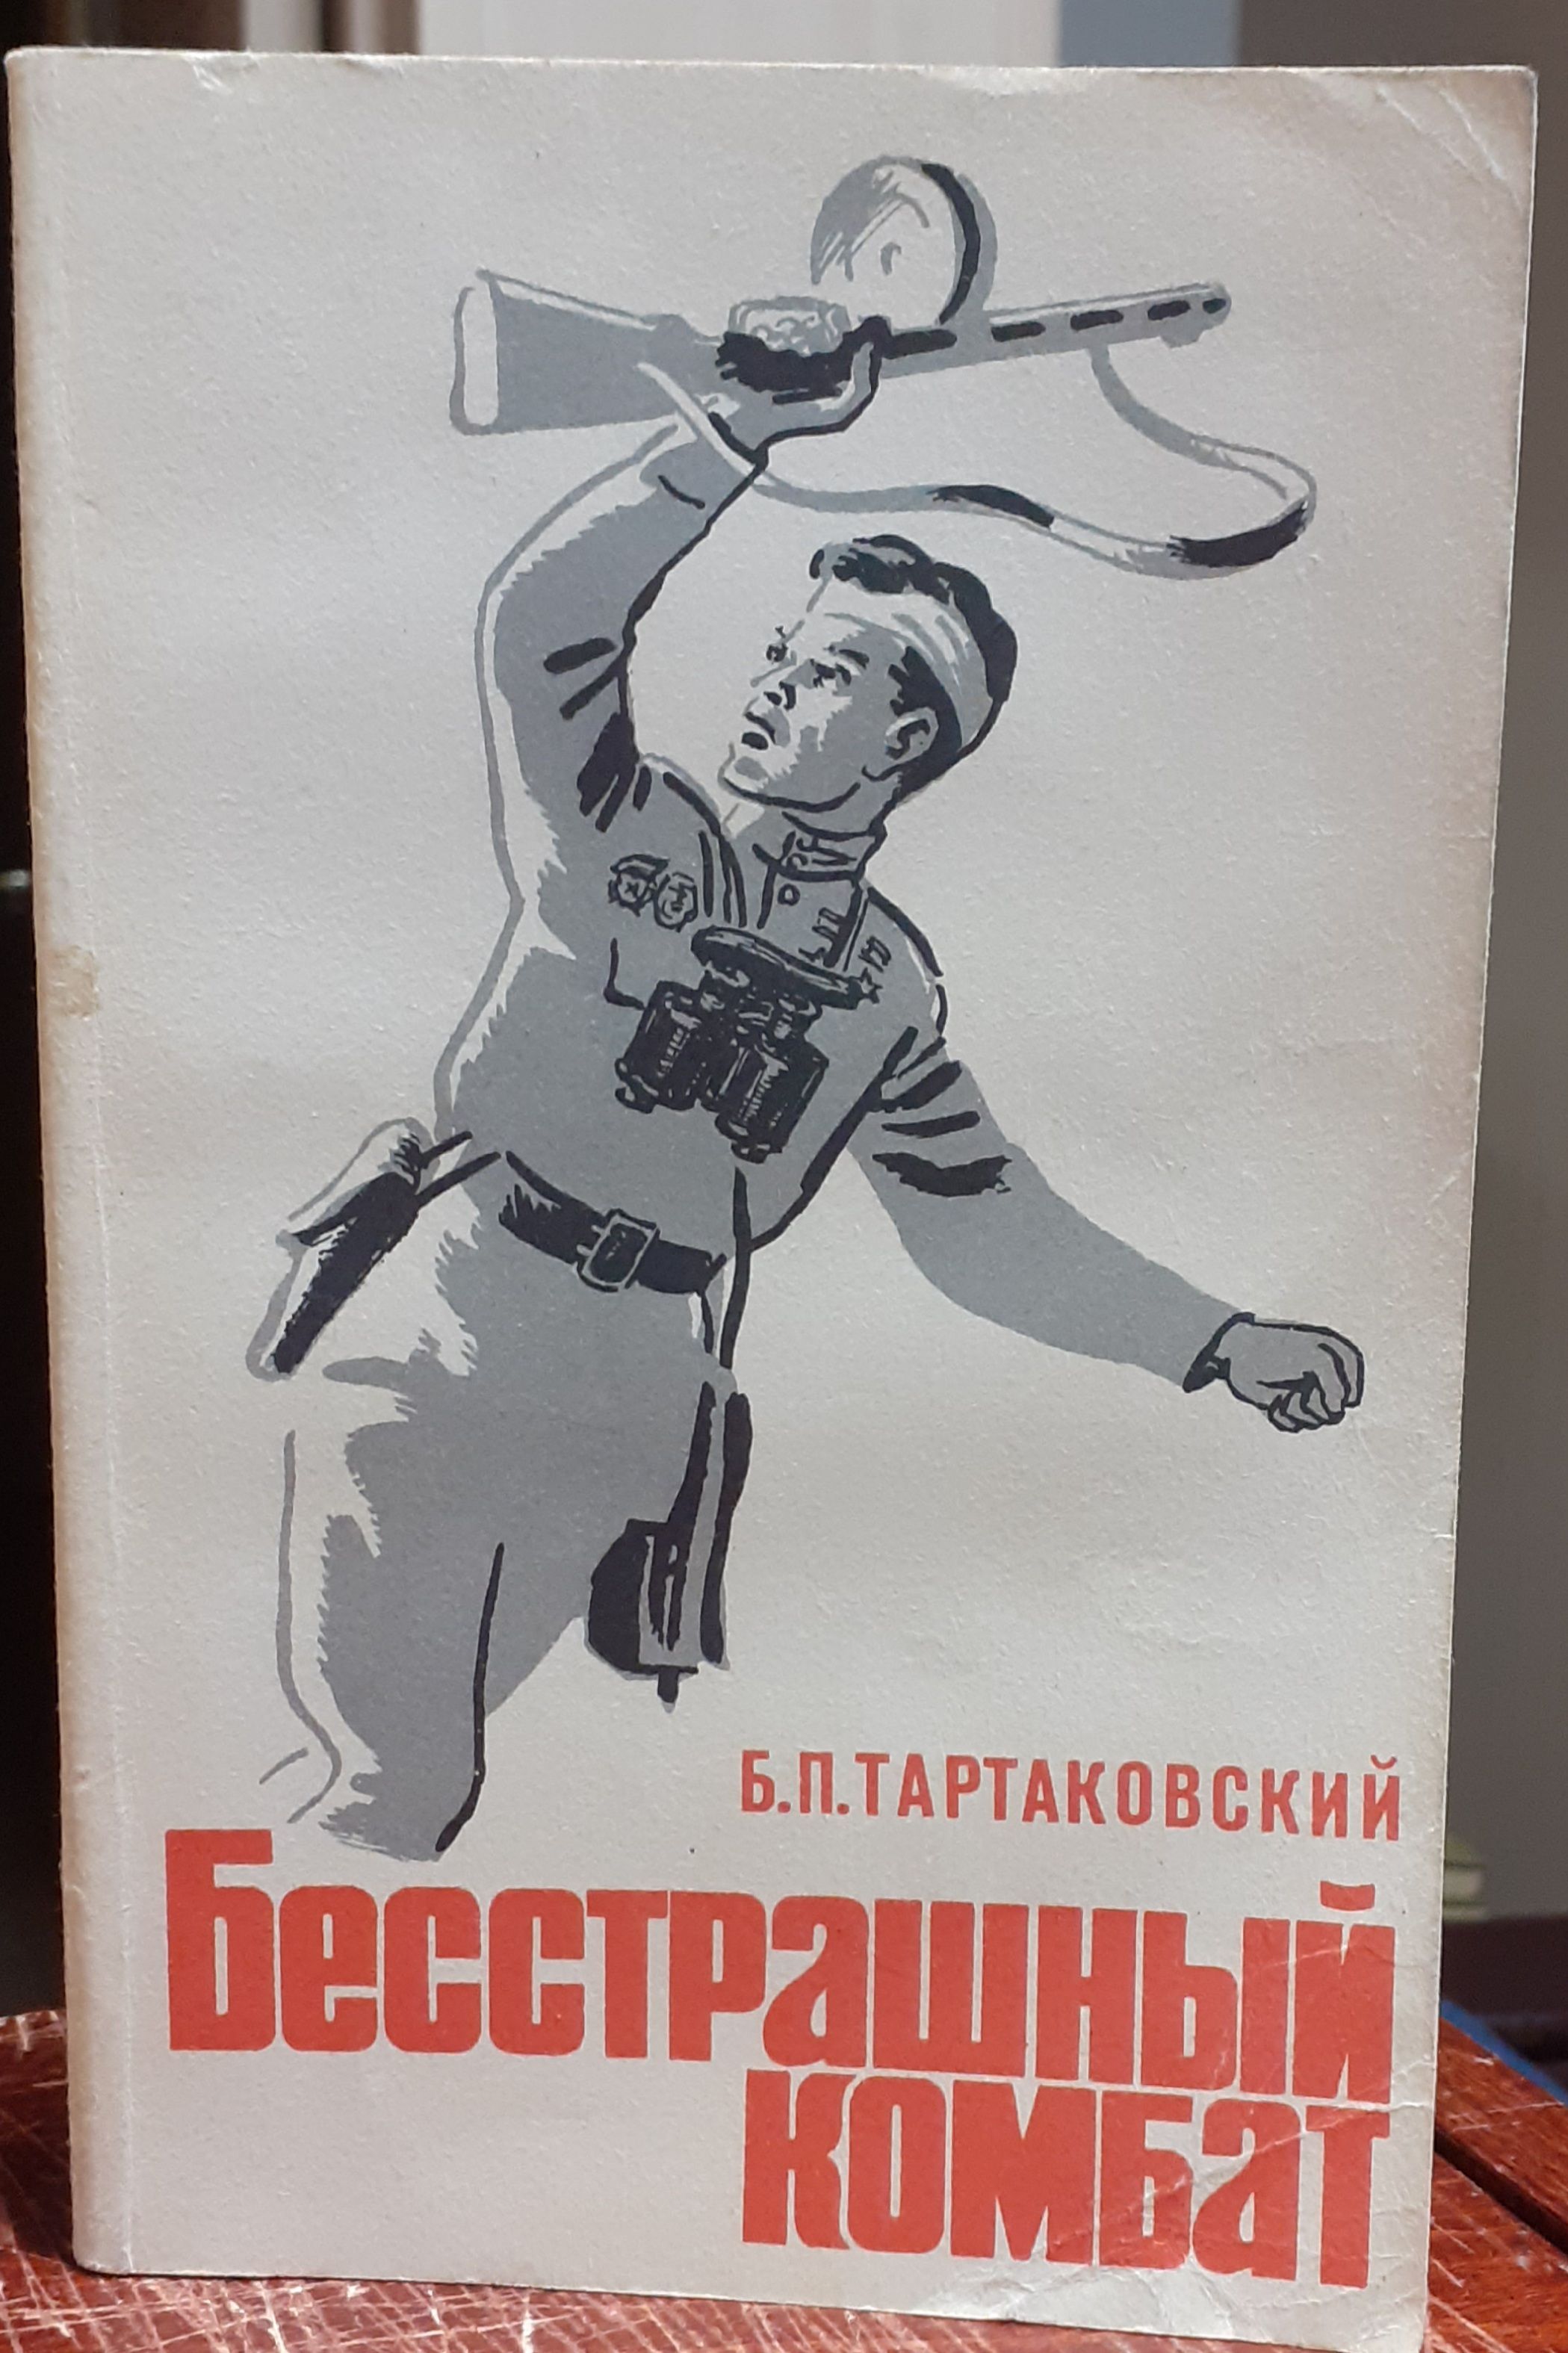 Б.П.ТАРТАКОВСКИЙ
Бесстрашный
комбат